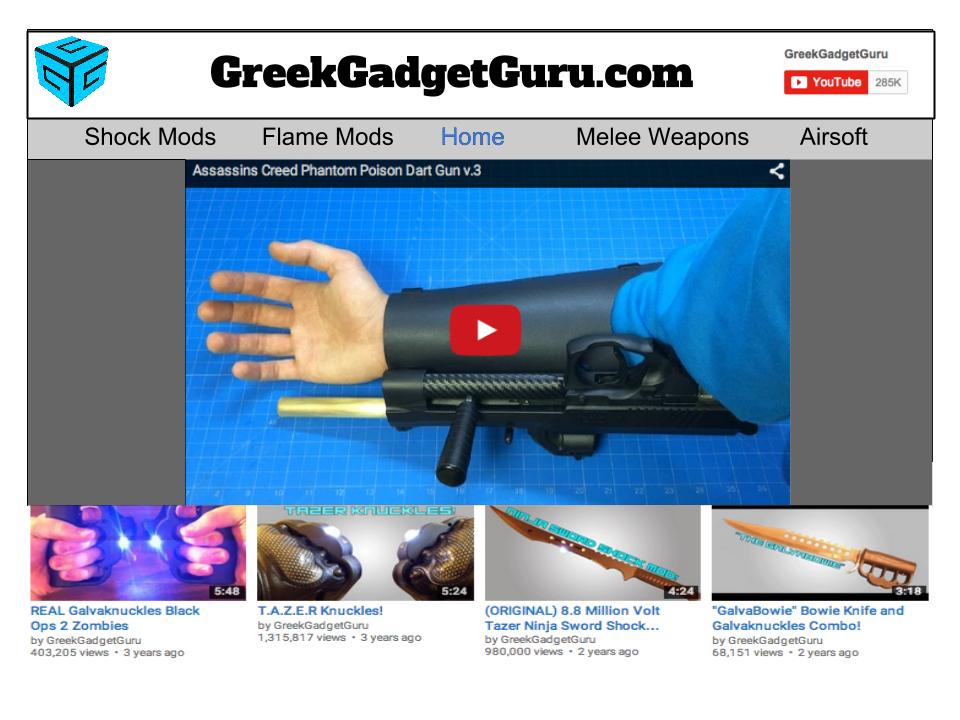 GreekGadgetGuru.com
GreekGadgetGuru
YouTube 285K
Shock Mods Flame Mods Home Melee Weapons Airsoft
Assassins Creed Phantom Poison Dart Gun v.3
TAZER KNUCKLES!
NINJA SWORD SHOCK MOD!
"THE GALVABOWIE"
5:48
5:24
4:24
3:18
REAL Galvaknuckles Black
Ops 2 Zombies
by GreekGadgetGuru
403,205 views • 3 years ago
T.A.Z.E.R Knuckles!
by GreekGadgetGuru
1,315,817 views • 3 years ago
(ORIGINAL) 8.8 Million Volt
Tazer Ninja Sword Shock...
by GreekGadgetGuru
980,000 views • 2 years ago
"GalvaBowie" Bowie Knife and
Galvaknuckles Combo!
by GreekGadgetGuru
68,151 views • 2 years ago